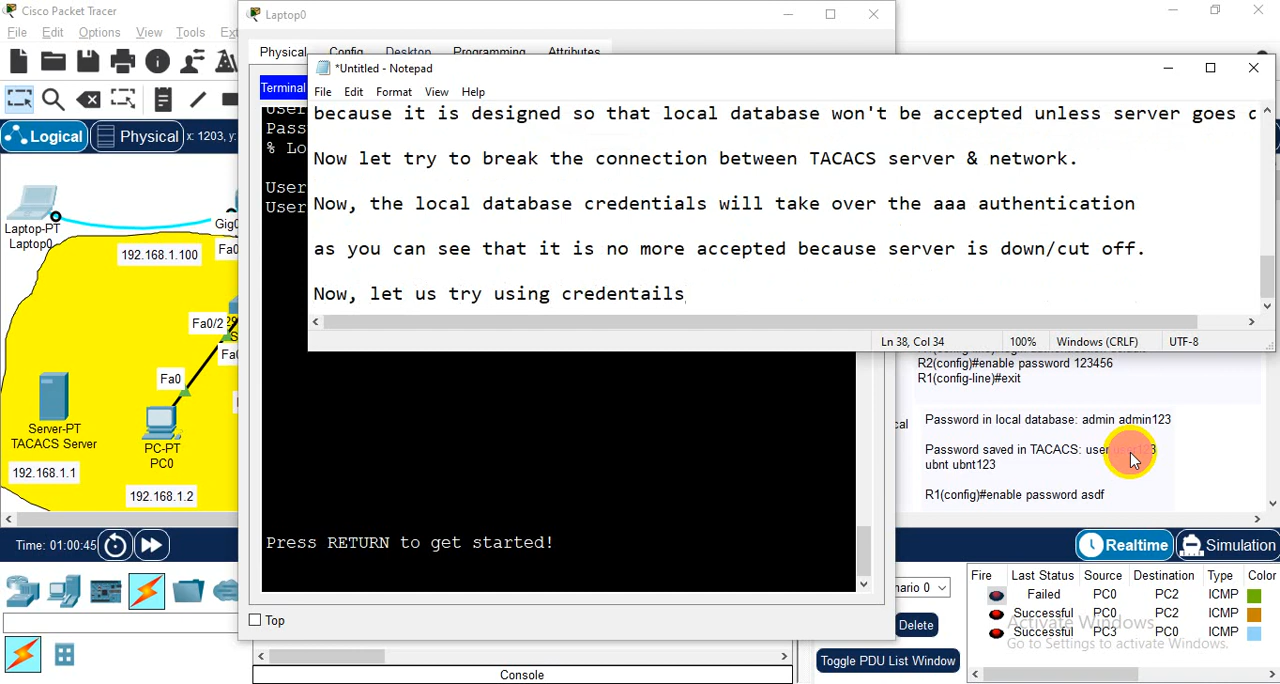 Cisco Packet Tracer
File Edit Options View Tools
Logical Physical x: 1203, y:
Laptop-PT
Laptop0
192.168.1.100
Fa0/2
Fa0
Server-PT
TACACS Server
PC-PT
PC0
192.168.1.1
192.168.1.2
Time: 01:00:45
Laptop0
Physical Config Desktop Programming Attributes
Terminal
% Lo
User
User
Press RETURN to get started!
Top
Console
*Untitled - Notepad
File Edit Format View Help
because it is designed so that local database won't be accepted unless server goes
Now let try to break the connection between TACACS server & network.
Now, the local database credentials will take over the aaa authentication
as you can see that it is no more accepted because server is down/cut off.
Now, let us try using credentails
Ln 38, Col 34 100% Windows (CRLF) UTF-8
R2(config)#enable password 123456
R1(config-line)#exit
Password in local database: admin admin123
Password saved in TACACS: user
ubnt ubnt123
R1(config)#enable password asdf
Realtime Simulation
nario 0
Delete
Toggle PDU List Window
Fire Last Status Source Destination Type Color
Failed PC0 PC2 ICMP
Successful PC0 PC2 ICMP
Successful PC3 PC0 ICMP
Activate Windows
Go to Settings to activate Windows.